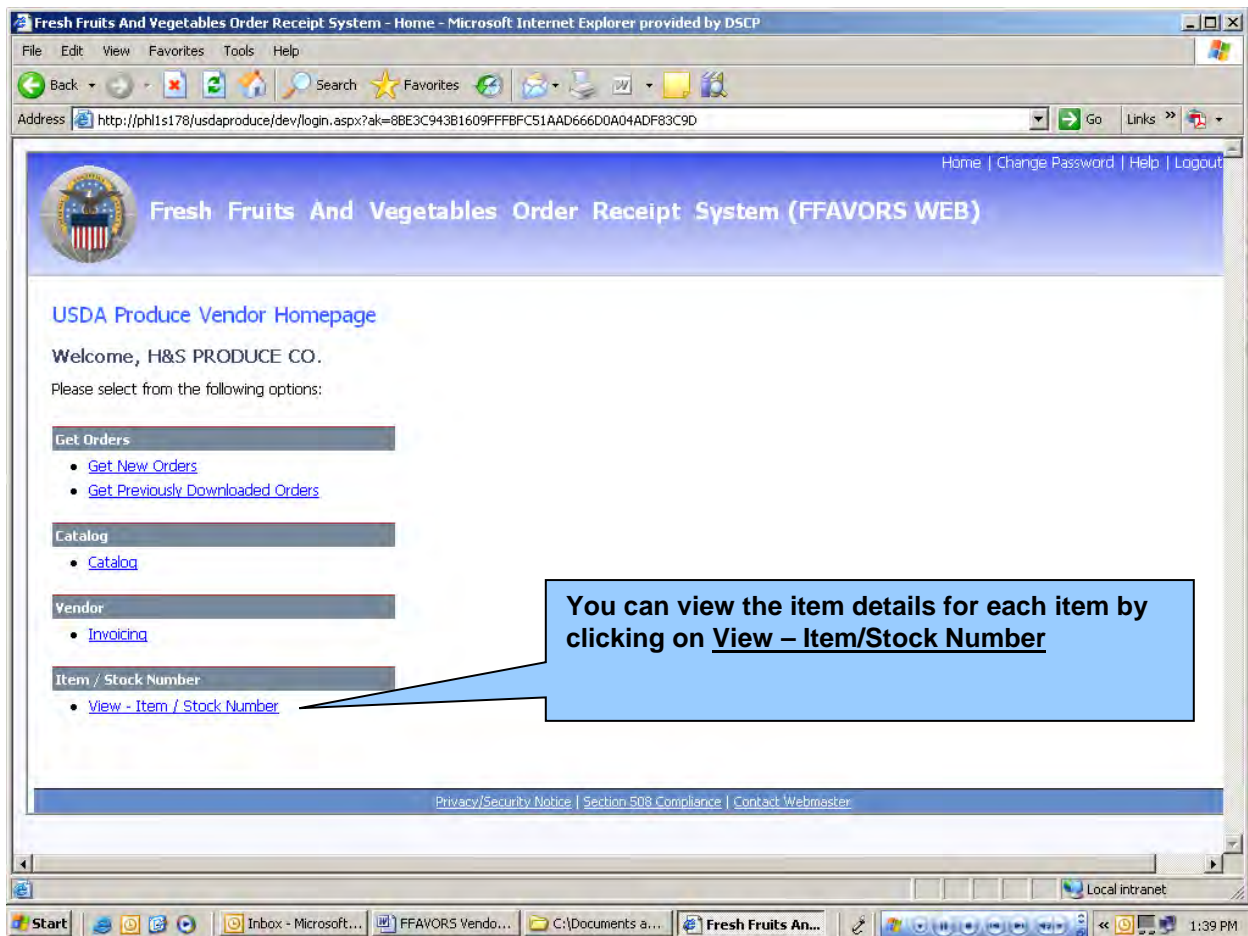 Fresh Fruits And Vegetables Order Receipt System - Home - Microsoft Internet Explorer provided by DSCP
File Edit View Favorites Tools Help
Back Search Favorites
Address http://phl1s178/usdaproduce/dev/login.aspx?ak=8BE3C943B1609FFFBFC51AAD666D0A04ADF83C9D Go Links »
Home | Change Password | Help | Logout
Fresh Fruits And Vegetables Order Receipt System (FFAVORS WEB)
USDA Produce Vendor Homepage
Welcome, H&S PRODUCE CO.
Please select from the following options:
Get Orders
• Get New Orders
• Get Previously Downloaded Orders
Catalog
• Catalog
Vendor
• Invoicing
You can view the item details for each item by
clicking on View – Item/Stock Number
Item / Stock Number
• View - Item / Stock Number
Privacy/Security Notice | Section 508 Compliance | Contact Webmaster
Local intranet
Start Inbox - Microsoft... FFAVORS Vendo... C:\Documents a... Fresh Fruits An... « 1:39 PM